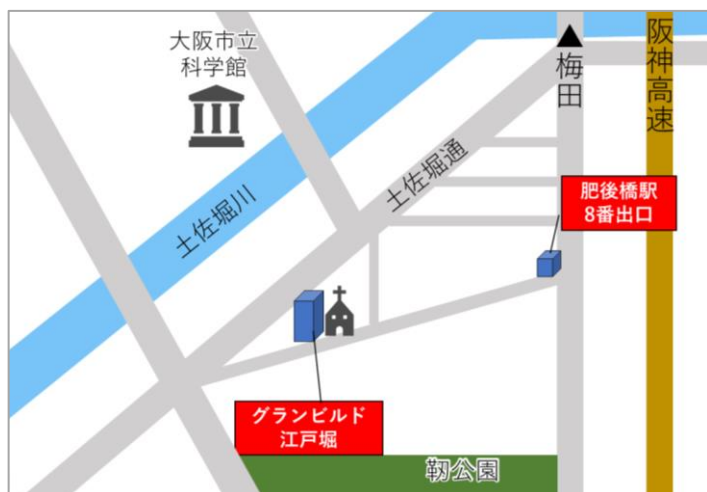 大阪市立
科学館
▲梅田
阪神高速
土佐堀川
土佐堀通
肥後橋駅
8番出口
グランビルド
江戸堀
靭公園